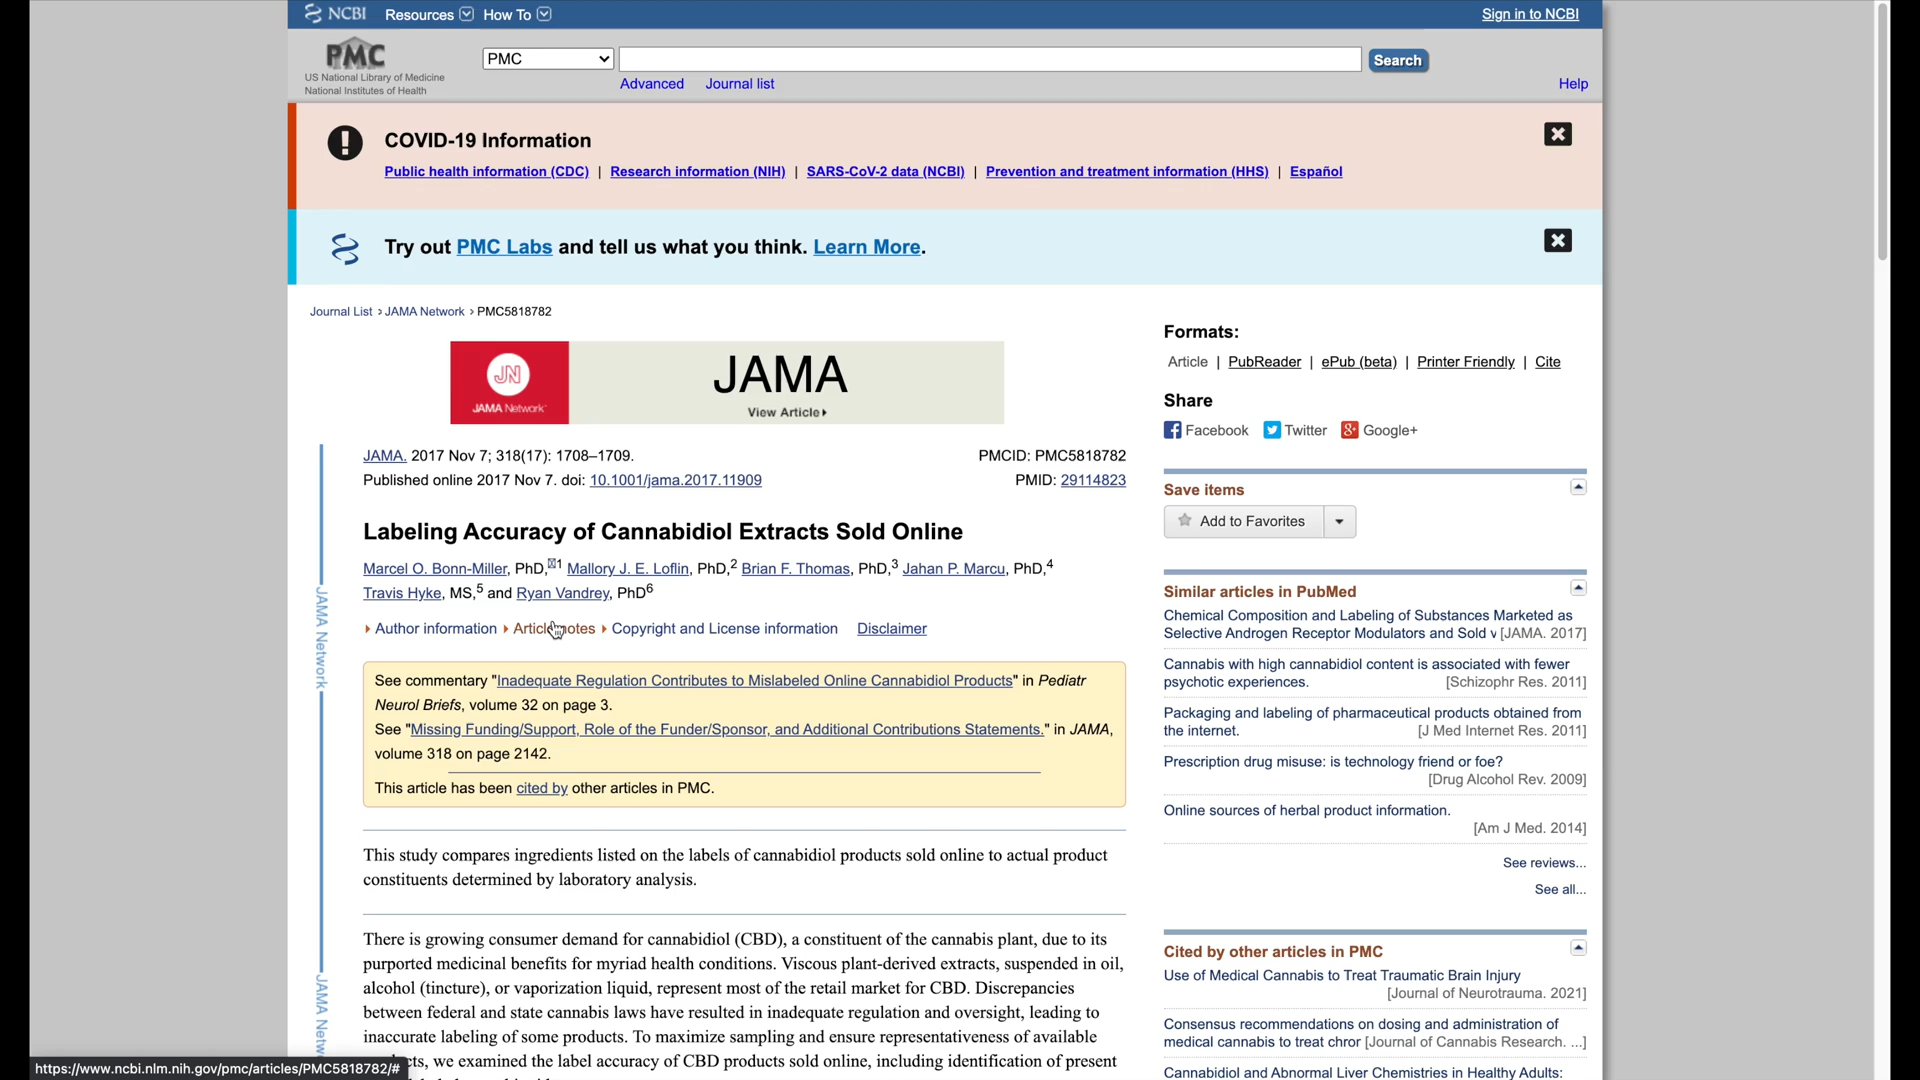 NCBI Resources How To Sign in to NCBI
PMC
US National Library of Medicine
National Institutes of Health
PMC Search
Advanced Journal list Help
COVID-19 Information
Public health information (CDC) | Research information (NIH) | SARS-CoV-2 data (NCBI) | Prevention and treatment information (HHS) | Español
Try out PMC Labs and tell us what you think. Learn More.
Journal List › JAMA Network › PMC5818782
JN
JAMA Network
JAMA
View Article
JAMA Network
JAMA Netw
JAMA. 2017 Nov 7; 318(17): 1708–1709. PMCID: PMC5818782
Published online 2017 Nov 7. doi: 10.1001/jama.2017.11909 PMID: 29114823
Labeling Accuracy of Cannabidiol Extracts Sold Online
Marcel O. Bonn-Miller, PhD,1 Mallory J. E. Loflin, PhD,2 Brian F. Thomas, PhD,3 Jahan P. Marcu, PhD,4
Travis Hyke, MS,5 and Ryan Vandrey, PhD6
Author information Article notes Copyright and License information Disclaimer
See commentary "Inadequate Regulation Contributes to Mislabeled Online Cannabidiol Products" in Pediatr
Neurol Briefs, volume 32 on page 3.
See "Missing Funding/Support, Role of the Funder/Sponsor, and Additional Contributions Statements." in JAMA,
volume 318 on page 2142.
This article has been cited by other articles in PMC.
This study compares ingredients listed on the labels of cannabidiol products sold online to actual product
constituents determined by laboratory analysis.
There is growing consumer demand for cannabidiol (CBD), a constituent of the cannabis plant, due to its
purported medicinal benefits for myriad health conditions. Viscous plant-derived extracts, suspended in oil,
alcohol (tincture), or vaporization liquid, represent most of the retail market for CBD. Discrepancies
between federal and state cannabis laws have resulted in inadequate regulation and oversight, leading to
inaccurate labeling of some products. To maximize sampling and ensure representativeness of available
we examined the label accuracy of CBD products sold online, including identification of present
Formats:
Article | PubReader | ePub (beta) | Printer Friendly | Cite
Share
Facebook Twitter Google+
Save items
Add to Favorites
Similar articles in PubMed
Chemical Composition and Labeling of Substances Marketed as
Selective Androgen Receptor Modulators and Sold v [JAMA. 2017]
Cannabis with high cannabidiol content is associated with fewer
psychotic experiences. [Schizophr Res. 2011]
Packaging and labeling of pharmaceutical products obtained from
the internet. [J Med Internet Res. 2011]
Prescription drug misuse: is technology friend or foe?
[Drug Alcohol Rev. 2009]
Online sources of herbal product information.
[Am J Med. 2014]
See reviews...
See all...
Cited by other articles in PMC
Use of Medical Cannabis to Treat Traumatic Brain Injury
[Journal of Neurotrauma. 2021]
Consensus recommendations on dosing and administration of
medical cannabis to treat chror [Journal of Cannabis Research. ...]
Cannabidiol and Abnormal Liver Chemistries in Healthy Adults:
https://www.ncbi.nlm.nih.gov/pmc/articles/PMC5818782/#